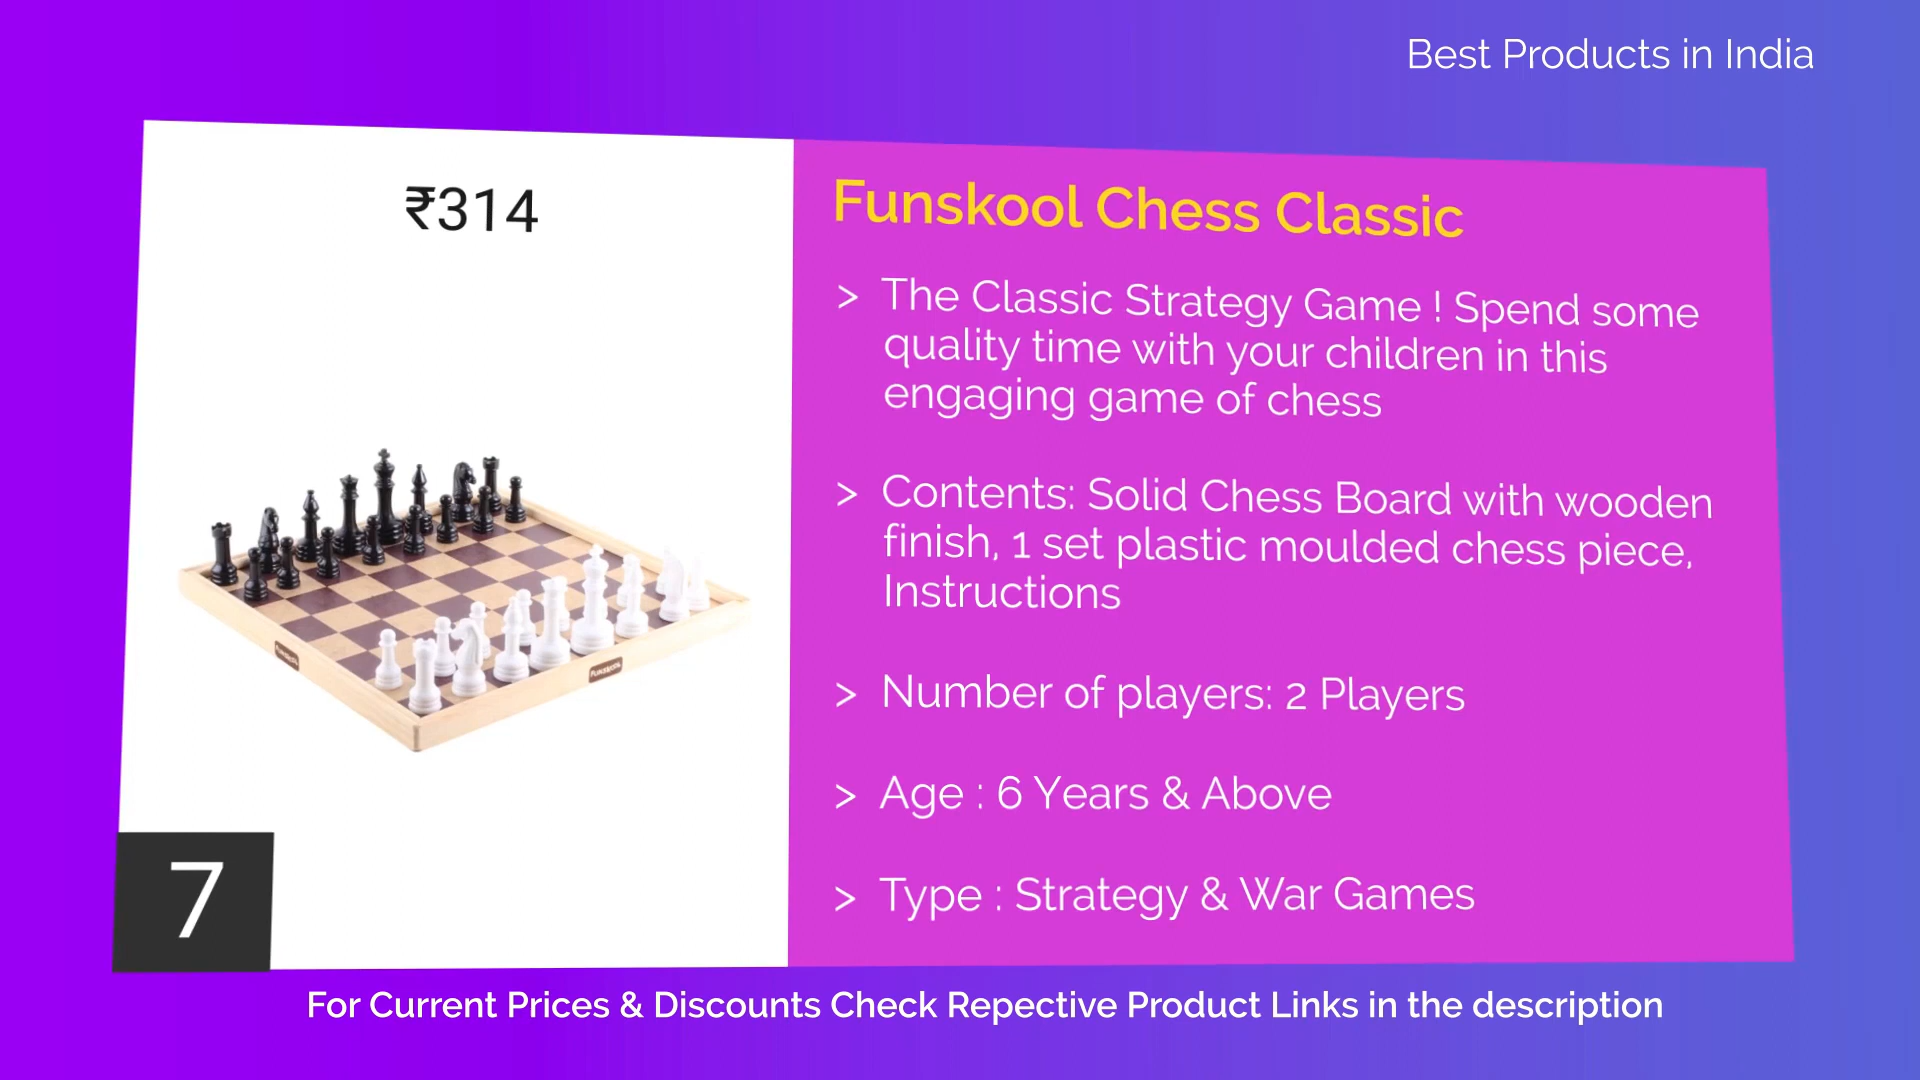 Best Products in India
₹314
Funskool Chess Classic
> The Classic Strategy Game ! Spend some
quality time with your children in this
engaging game of chess
> Contents: Solid Chess Board with wooden
finish, 1 set plastic moulded chess piece,
Instructions
> Number of players: 2 Players
> Age : 6 Years & Above
> Type : Strategy & War Games
Funskool
Funskool
7
For Current Prices & Discounts Check Repective Product Links in the description